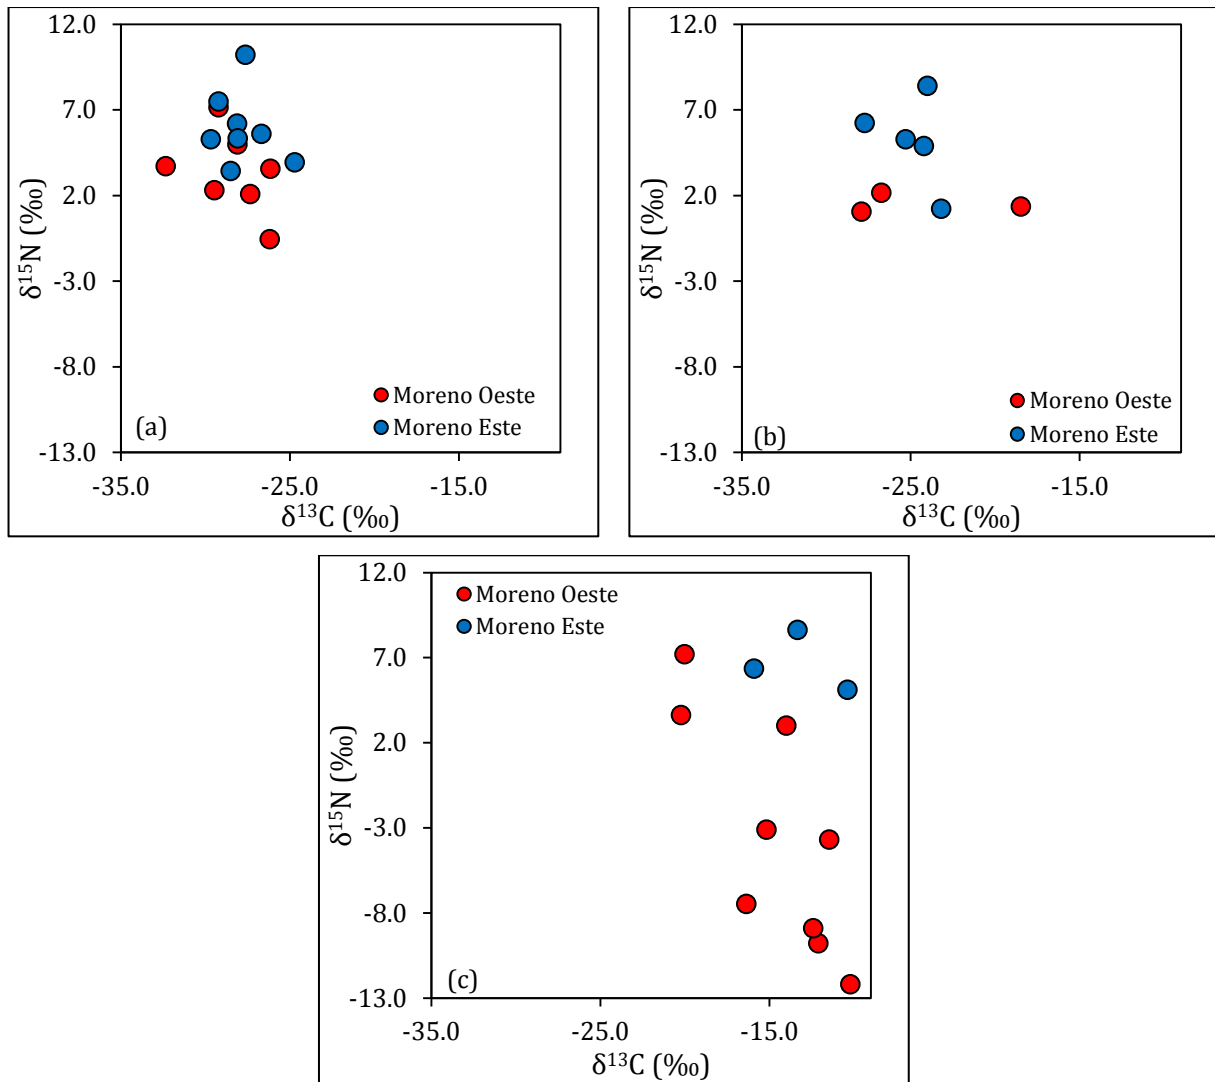 12.0
7.0
2.0
-3.0
-8.0
-13.0
δ¹⁵N (‰)
Moreno Oeste
Moreno Este
(a)
-35.0 -25.0 -15.0
δ¹³C (‰)
12.0
7.0
2.0
-3.0
-8.0
-13.0
δ¹⁵N (‰)
Moreno Oeste
Moreno Este
(b)
-35.0 -25.0 -15.0
δ¹³C (‰)
12.0
7.0
2.0
-3.0
-8.0
-13.0
δ¹⁵N (‰)
Moreno Oeste
Moreno Este
(c)
-35.0 -25.0 -15.0
δ¹³C (‰)